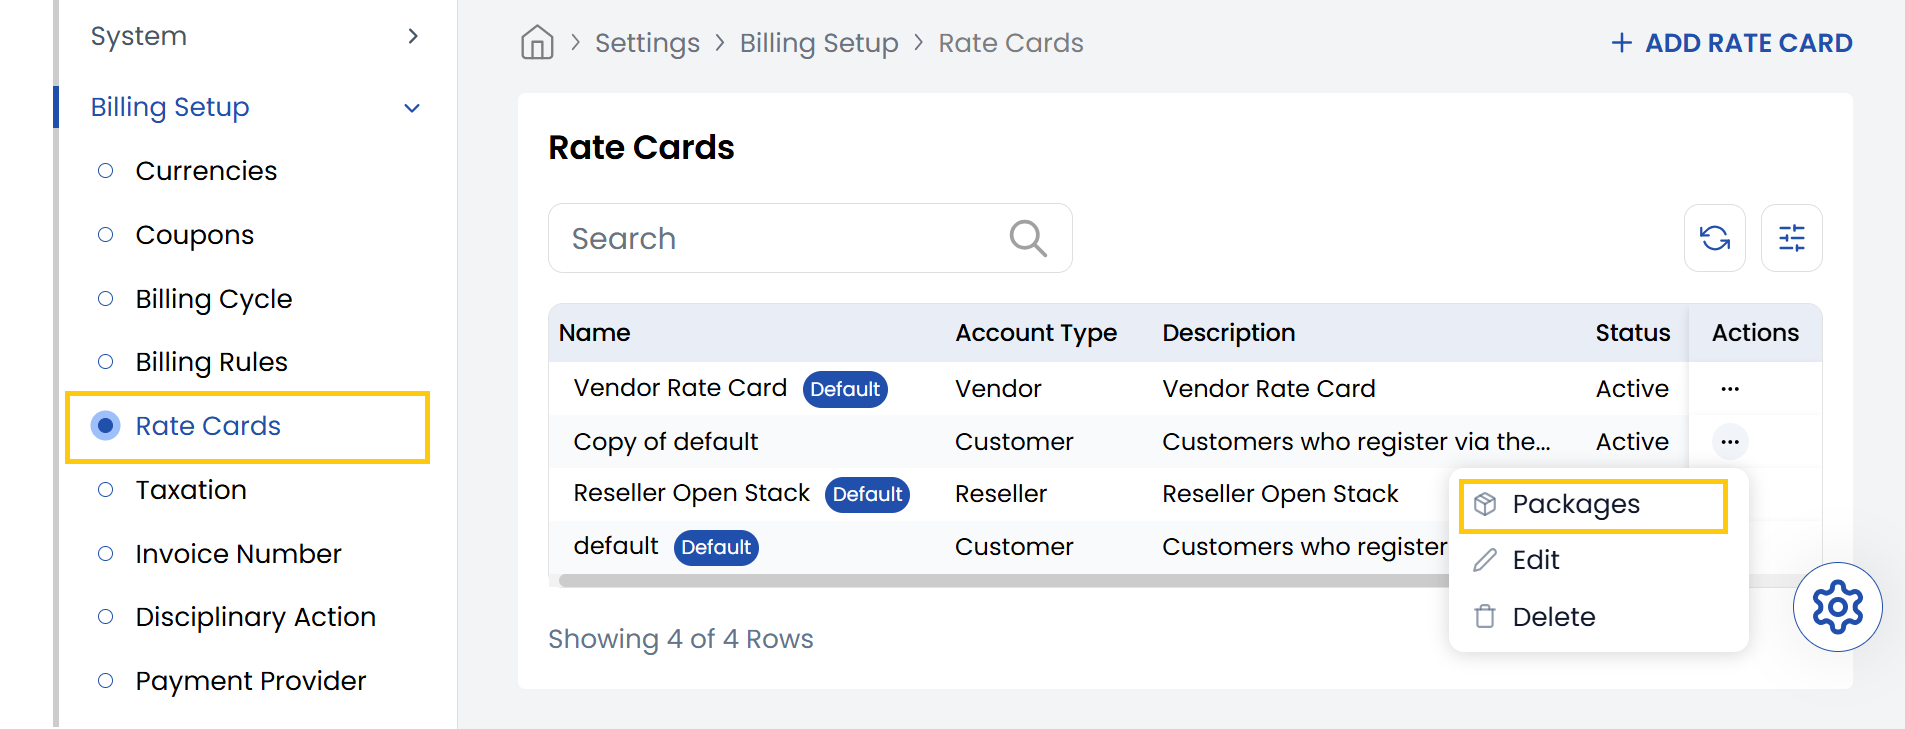 System
Billing Setup
Currencies
Coupons
Billing Cycle
Billing Rules
Rate Cards
Taxation
Invoice Number
Disciplinary Action
Payment Provider
Settings Billing Setup Rate Cards
+ ADD RATE CARD
Rate Cards
Search
Name Account Type Description Status Actions
Vendor Rate Card Default Vendor Vendor Rate Card Active ...
Copy of default Customer Customers who register via the... Active ...
Reseller Open Stack Default Reseller Reseller Open Stack
default Default Customer Customers who register
Packages
Edit
Delete
Showing 4 of 4 Rows